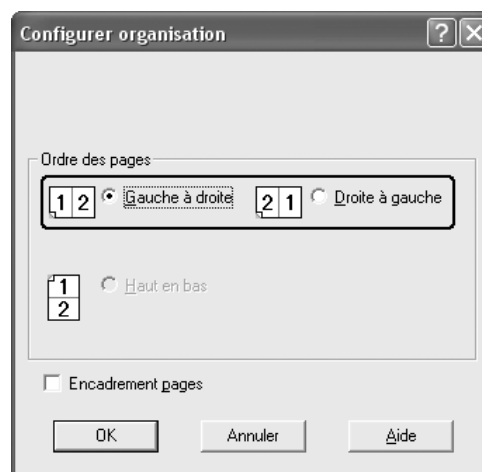 Configurer organisation
Ordre des pages
1 2 Gauche à droite 2 1 Droite à gauche
1 Haut en bas
2
Encadrement pages
OK Annuler Aide